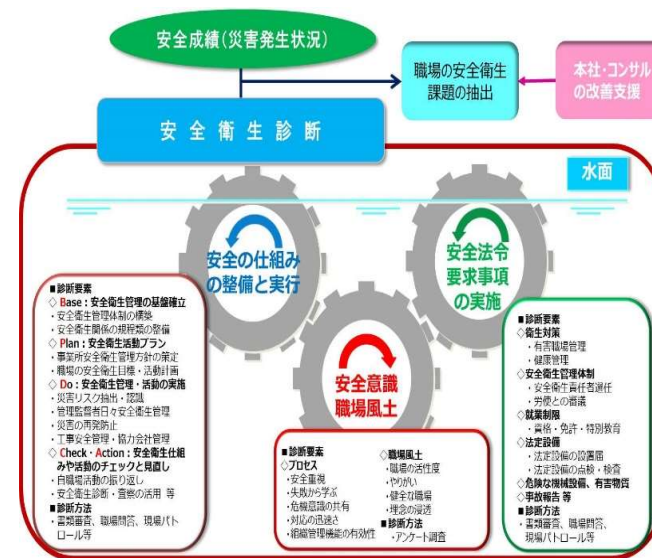 安全成績(災害発生状況)
職場の安全衛生
課題の抽出
本社・コンサル
の改善支援
安全衛生診断
水面
安全の仕組み
の整備と実行
安全法令
要求事項
の実施
安全意識
職場風土
■診断要素
◇Base：安全衛生管理の基盤確立
・安全衛生管理体制の構築
・安全衛生関係の規程類の整備
◇Plan：安全衛生活動プラン
・事業所安全衛生管理方針の策定
・職場の安全衛生目標・活動計画
◇Do：安全衛生管理・活動の実施
・災害リスク抽出・認識
・管理監督者日々安全衛生管理
・災害の再発防止
・工事安全管理・協力会社管理
◇Check・Action：安全衛生仕組
みや活動のチェックと見直し
・自職場活動の振り返し
・安全衛生診断・査察の活用 等
■診断方法
・書類審査、職場問答、現場パト
ロール等
■診断要素
◇プロセス
・安全重視
・失敗から学ぶ
・危機意識の共有
・対応の迅速さ
・組織管理機能の有効性
◇職場風土
・職場の活性度
・やりがい
・健全な職場
・理念の浸透
■診断方法
・アンケート調査
■診断要素
◇衛生対策
・有害職場管理
・健康管理
◇安全衛生管理体制
・安全衛生責任者選任
・労使との審議
◇就業制限
・資格・免許・特別教育
◇法定設備
・法定設備の設置届
・法定設備の点検・検査
◇危険な機械設備、有害物質
◇事故報告 等
■診断方法
・書類審査、職場問答、
現場パトロール等